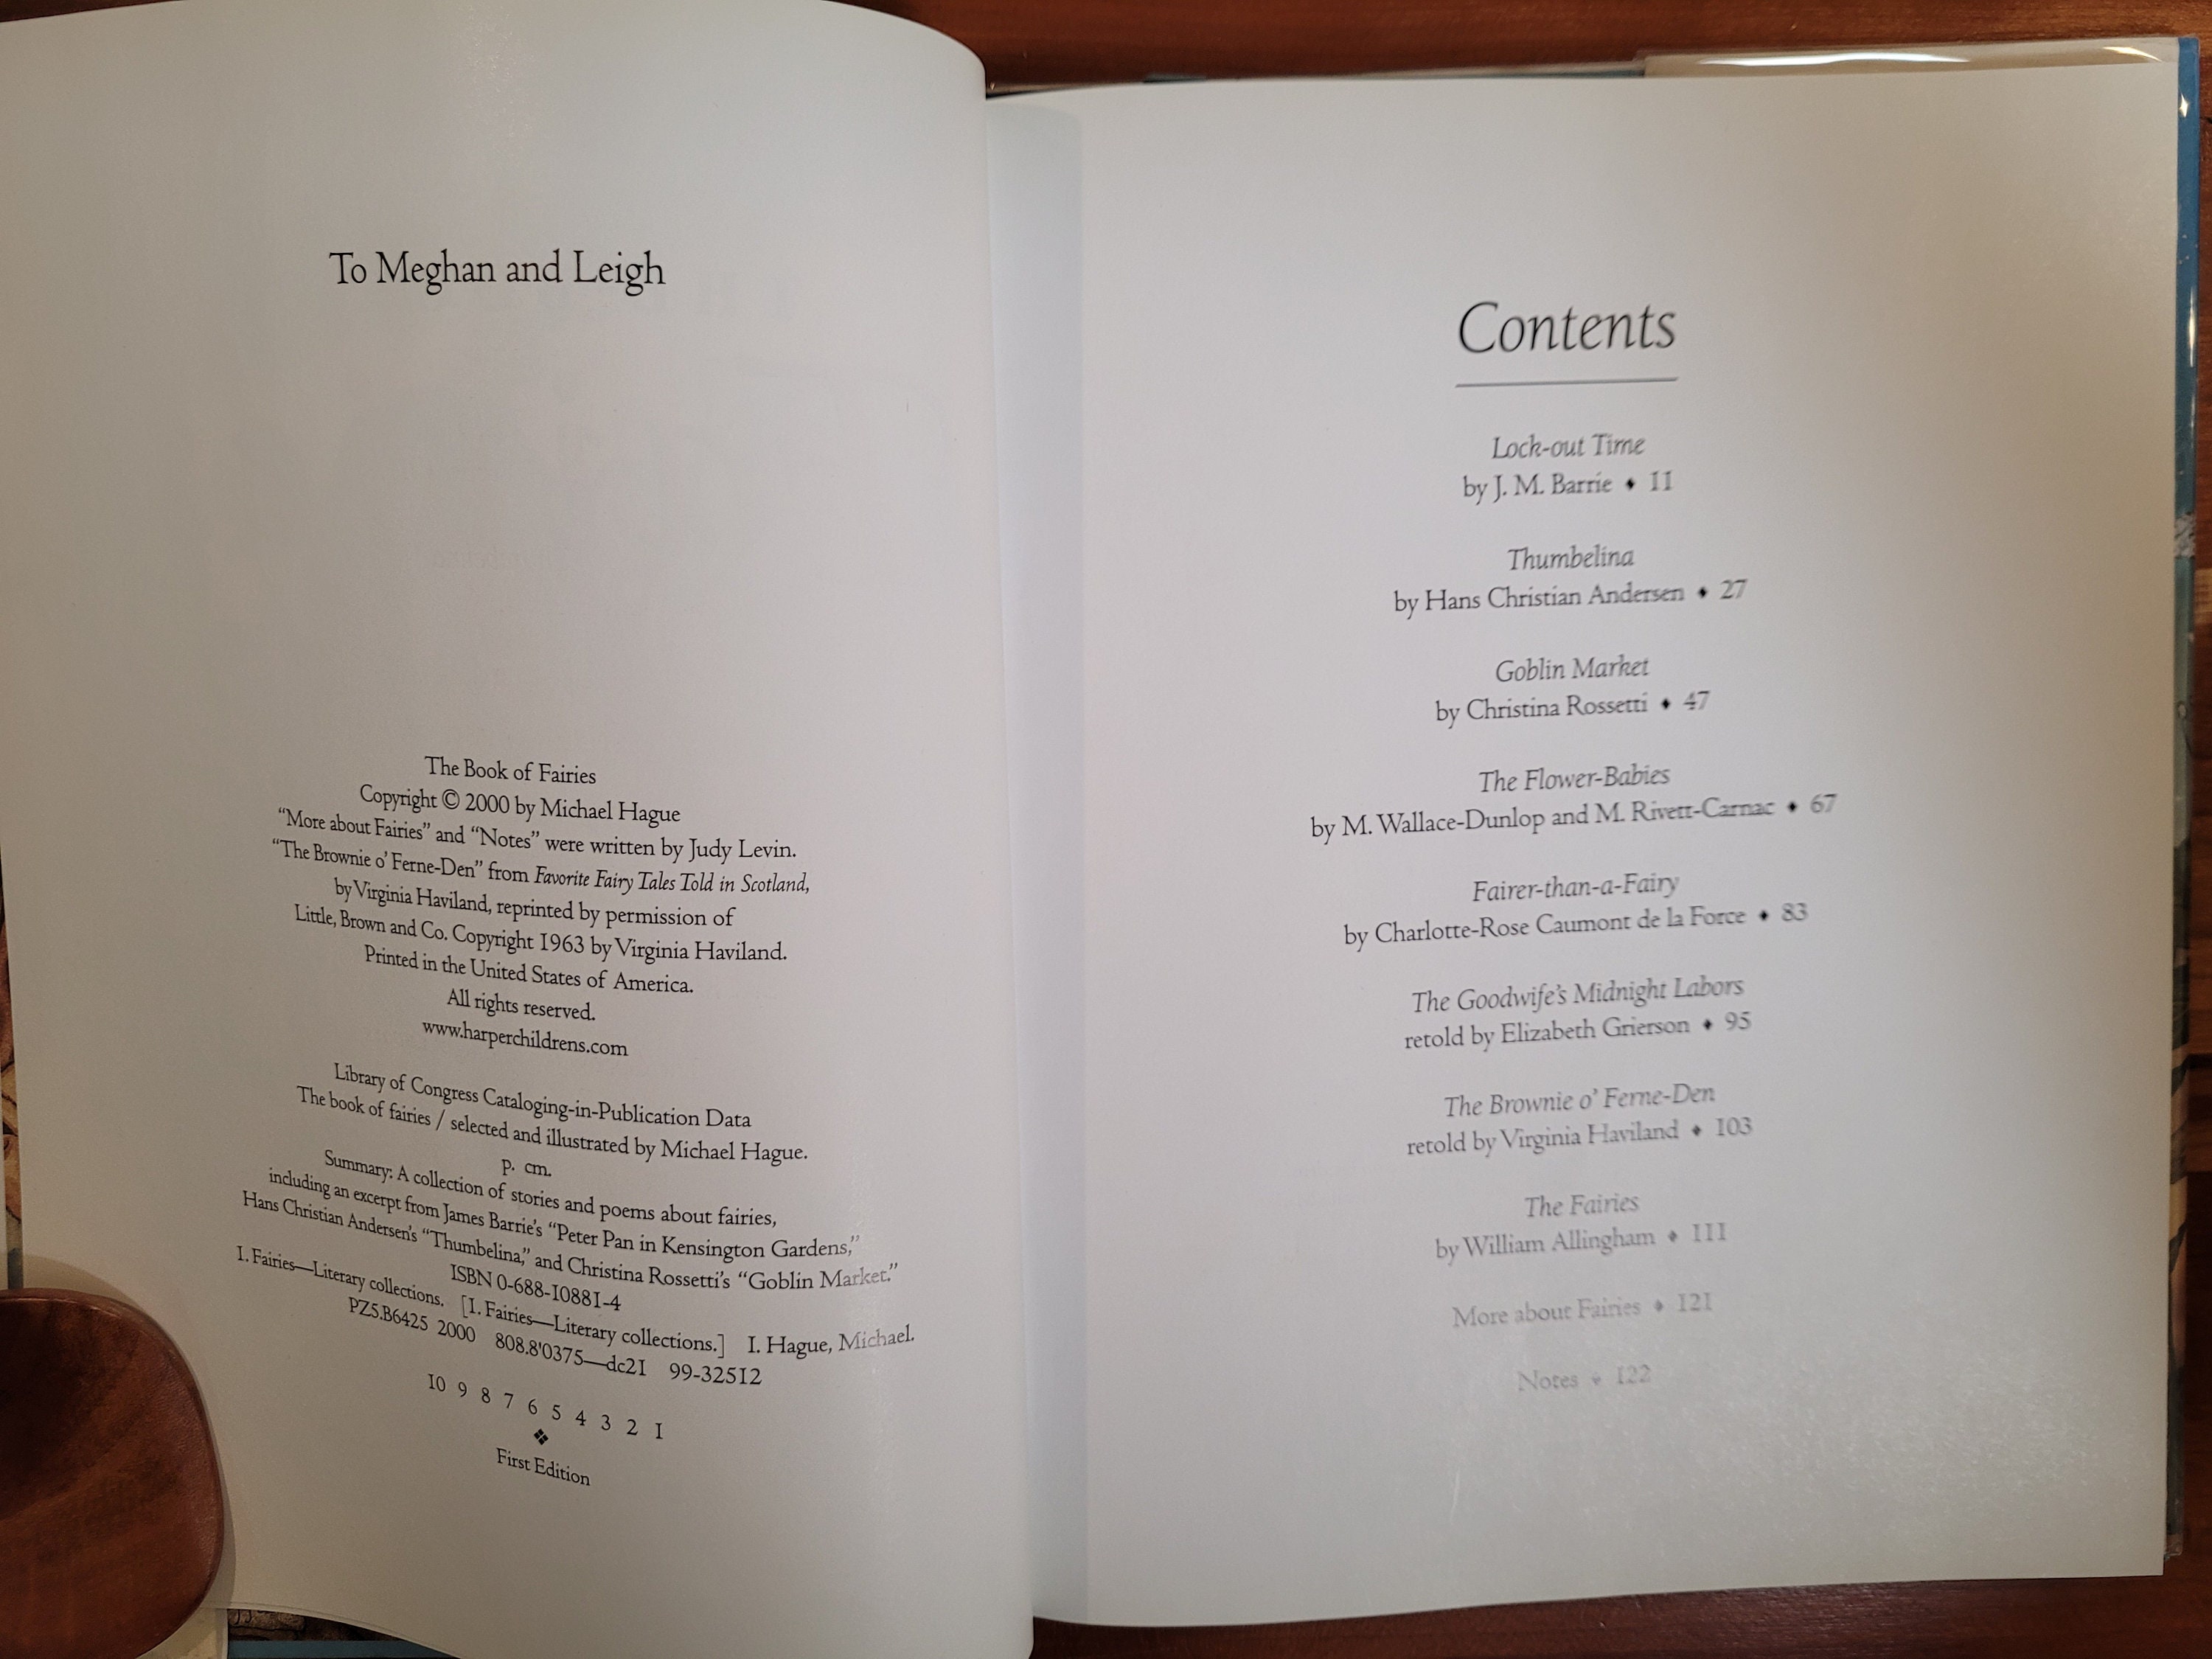 To Meghan and Leigh
The Book of Fairies
Copyright © 2000 by Michael Hague
“More about Fairies” and “Notes” were written by Judy Levin.
“The Brownie o’ Ferne-Den” from Favorite Fairy Tales Told in Scotland,
by Virginia Haviland, reprinted by permission of
Little, Brown and Co. Copyright 1963 by Virginia Haviland.
Printed in the United States of America.
All rights reserved.
www.harperchildrens.com
Library of Congress Cataloging-in-Publication Data
The book of fairies / selected and illustrated by Michael Hague.
p. cm.
Summary: A collection of stories and poems about fairies,
including an excerpt from James Barrie’s “Peter Pan in Kensington Gardens,”
Hans Christian Andersen’s “Thumbelina,” and Christina Rossetti’s “Goblin Market.”
ISBN 0-688-10881-4
1. Fairies—Literary collections. [1. Fairies—Literary collections.] I. Hague, Michael.
PZ5.B6425 2000 808.8'0375—dc21 99-32512
10 9 8 7 6 5 4 3 2 1
❖
First Edition
Contents
Lock-out Time
by J. M. Barrie ♦ 11
Thumbelina
by Hans Christian Andersen ♦ 27
Goblin Market
by Christina Rossetti ♦ 47
The Flower-Babies
by M. Wallace-Dunlop and M. Rivett-Carnac ♦ 67
Fairer-than-a-Fairy
by Charlotte-Rose Caumont de la Force ♦ 83
The Goodwife’s Midnight Labors
retold by Elizabeth Grierson ♦ 95
The Brownie o’ Ferne-Den
retold by Virginia Haviland ♦ 103
The Fairies
by William Allingham ♦ 111
More about Fairies ♦ 121
Notes ♦ 122